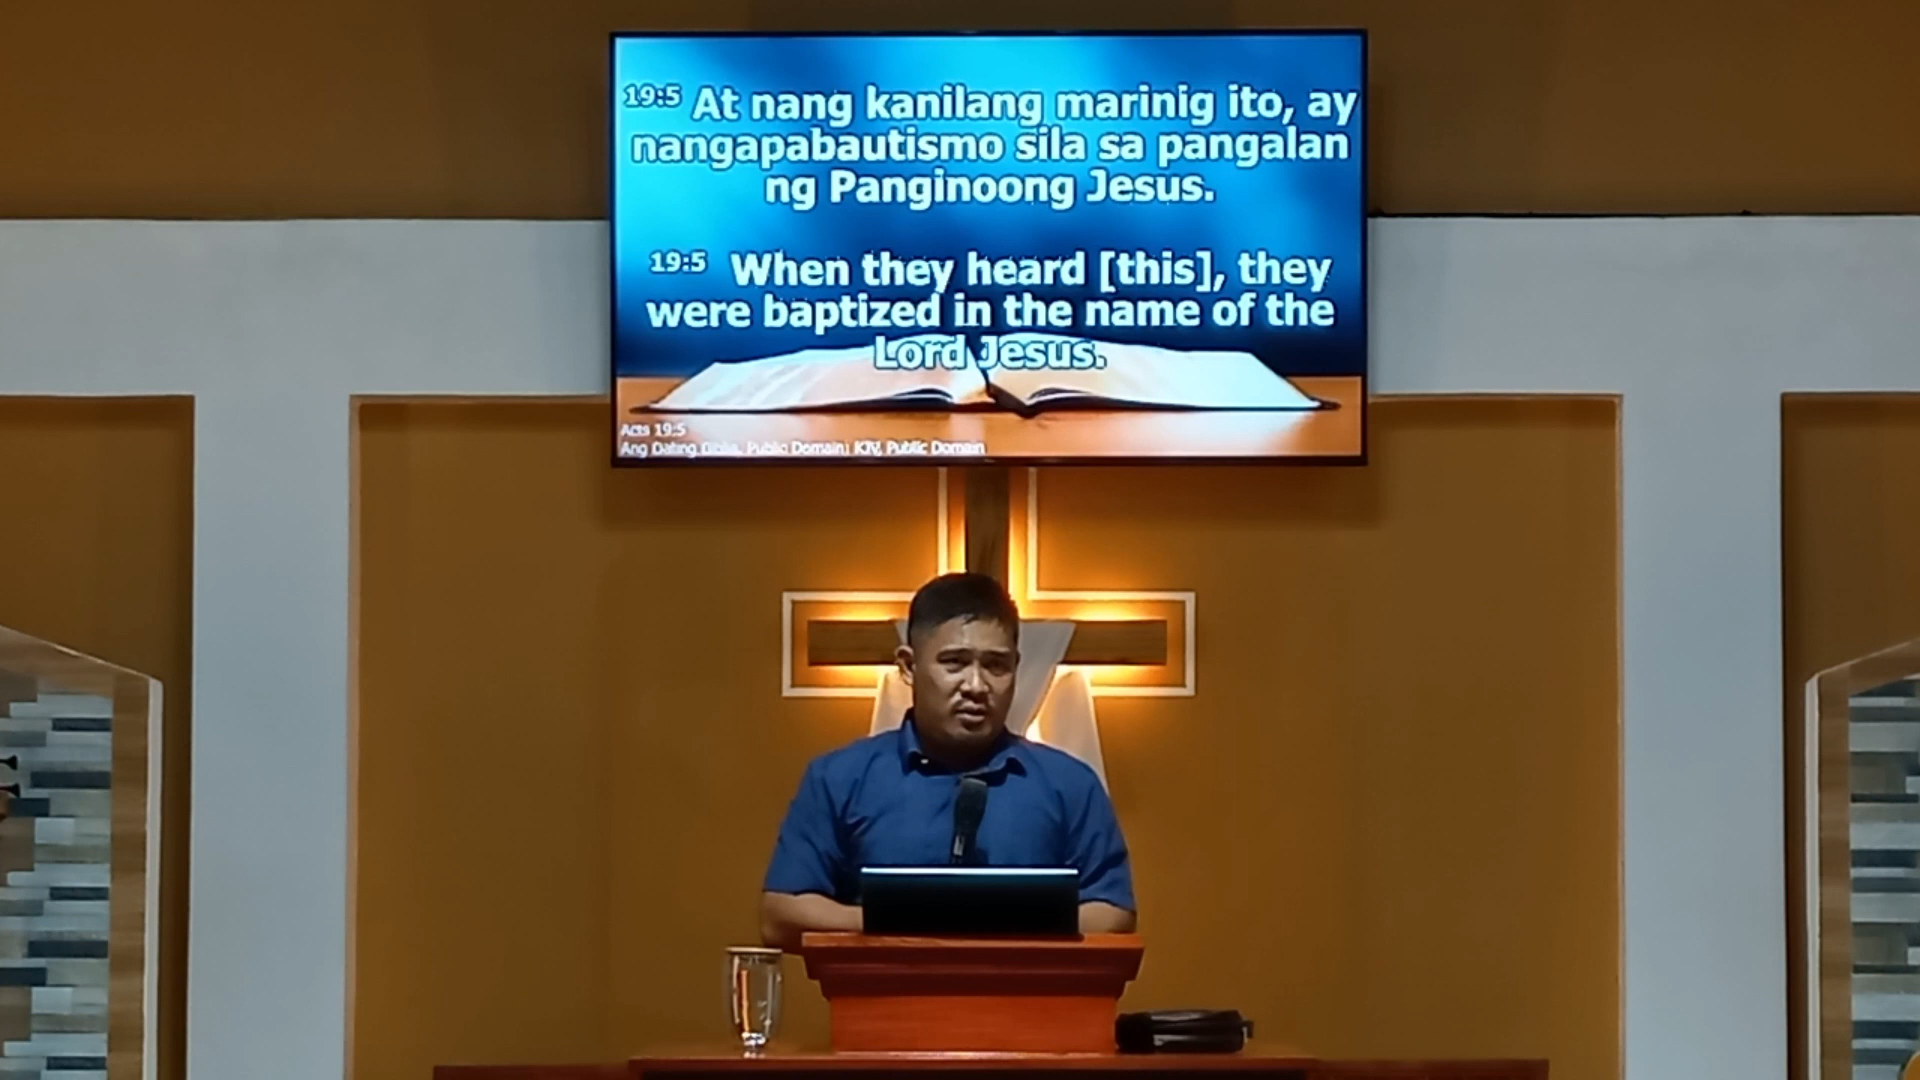 19:5 At nang kanilang marinig ito, ay
nangapabautismo sila sa pangalan
ng Panginoong Jesus.
19:5 When they heard [this], they
were baptized in the name of the
Lord Jesus.
Acts 19:5
Ang Dating Biblia, Public Domain; KJV, Public Domain